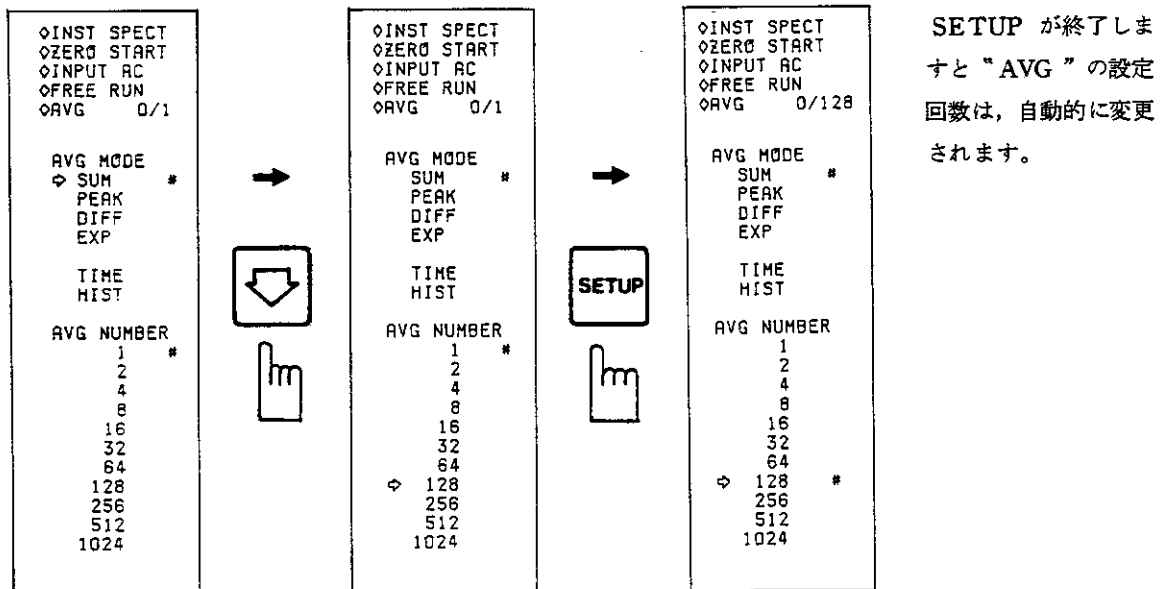 ◇INST SPECT
◇ZERO START
◇INPUT AC
◇FREE RUN
◇AVG 0/1
AVG MODE
⇨ SUM #
PEAK
DIFF
EXP
TIME
HIST
AVG NUMBER
1 #
2
4
8
16
32
64
128
256
512
1024
➡
◇INST SPECT
◇ZERO START
◇INPUT AC
◇FREE RUN
◇AVG 0/1
AVG MODE
SUM #
PEAK
DIFF
EXP
TIME
HIST
AVG NUMBER
1 #
2
4
8
16
32
64
⇨ 128
256
512
1024
➡
SETUP
◇INST SPECT
◇ZERO START
◇INPUT AC
◇FREE RUN
◇AVG 0/128
AVG MODE
SUM #
PEAK
DIFF
EXP
TIME
HIST
AVG NUMBER
1
2
4
8
16
32
64
⇨ 128 #
256
512
1024
SETUP が終了しま
すと〝AVG〞の設定
回数は，自動的に変更
されます。